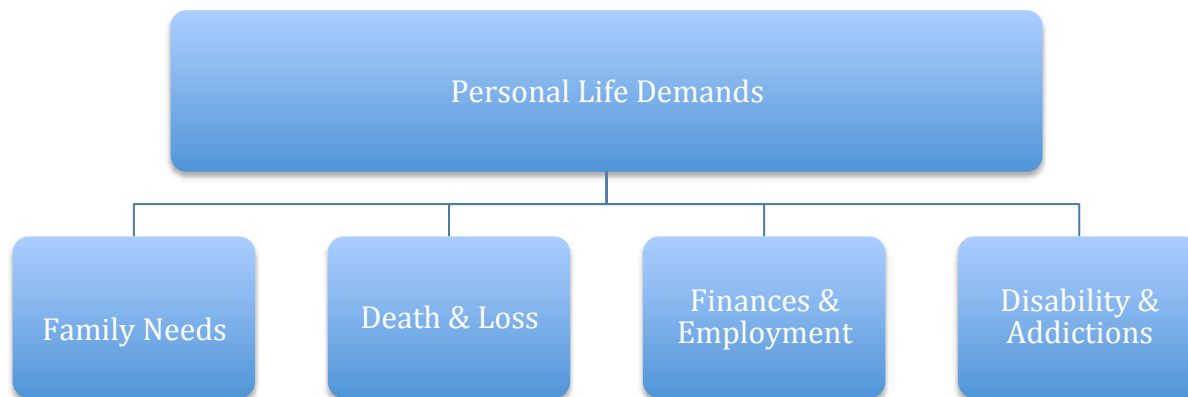 Personal Life Demands
Family Needs
Death & Loss
Finances &
Employment
Disability &
Addictions